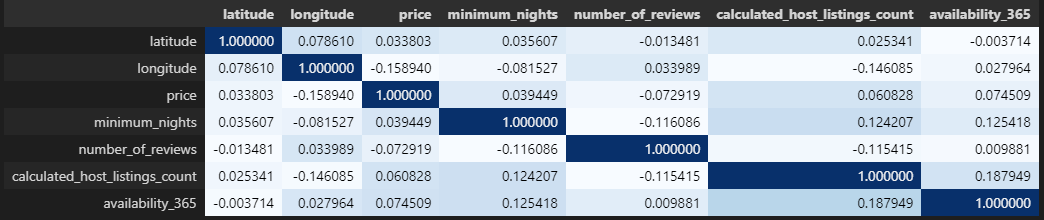 latitude longitude price minimum_nights number_of_reviews calculated_host_listings_count availability_365
latitude 1.000000 0.078610 0.033803 0.035607 -0.013481 0.025341 -0.003714
longitude 0.078610 1.000000 -0.158940 -0.081527 0.033989 -0.146085 0.027964
price 0.033803 -0.158940 1.000000 0.039449 -0.072919 0.060828 0.074509
minimum_nights 0.035607 -0.081527 0.039449 1.000000 -0.116086 0.124207 0.125418
number_of_reviews -0.013481 0.033989 -0.072919 -0.116086 1.000000 -0.115415 0.009881
calculated_host_listings_count 0.025341 -0.146085 0.060828 0.124207 -0.115415 1.000000 0.187949
availability_365 -0.003714 0.027964 0.074509 0.125418 0.009881 0.187949 1.000000